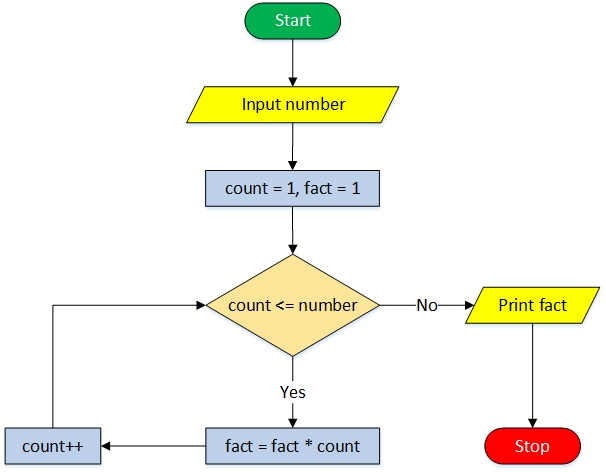 Start
Input number
count = 1, fact = 1
count <= number
No
Print fact
Yes
fact = fact * count
count++
Stop